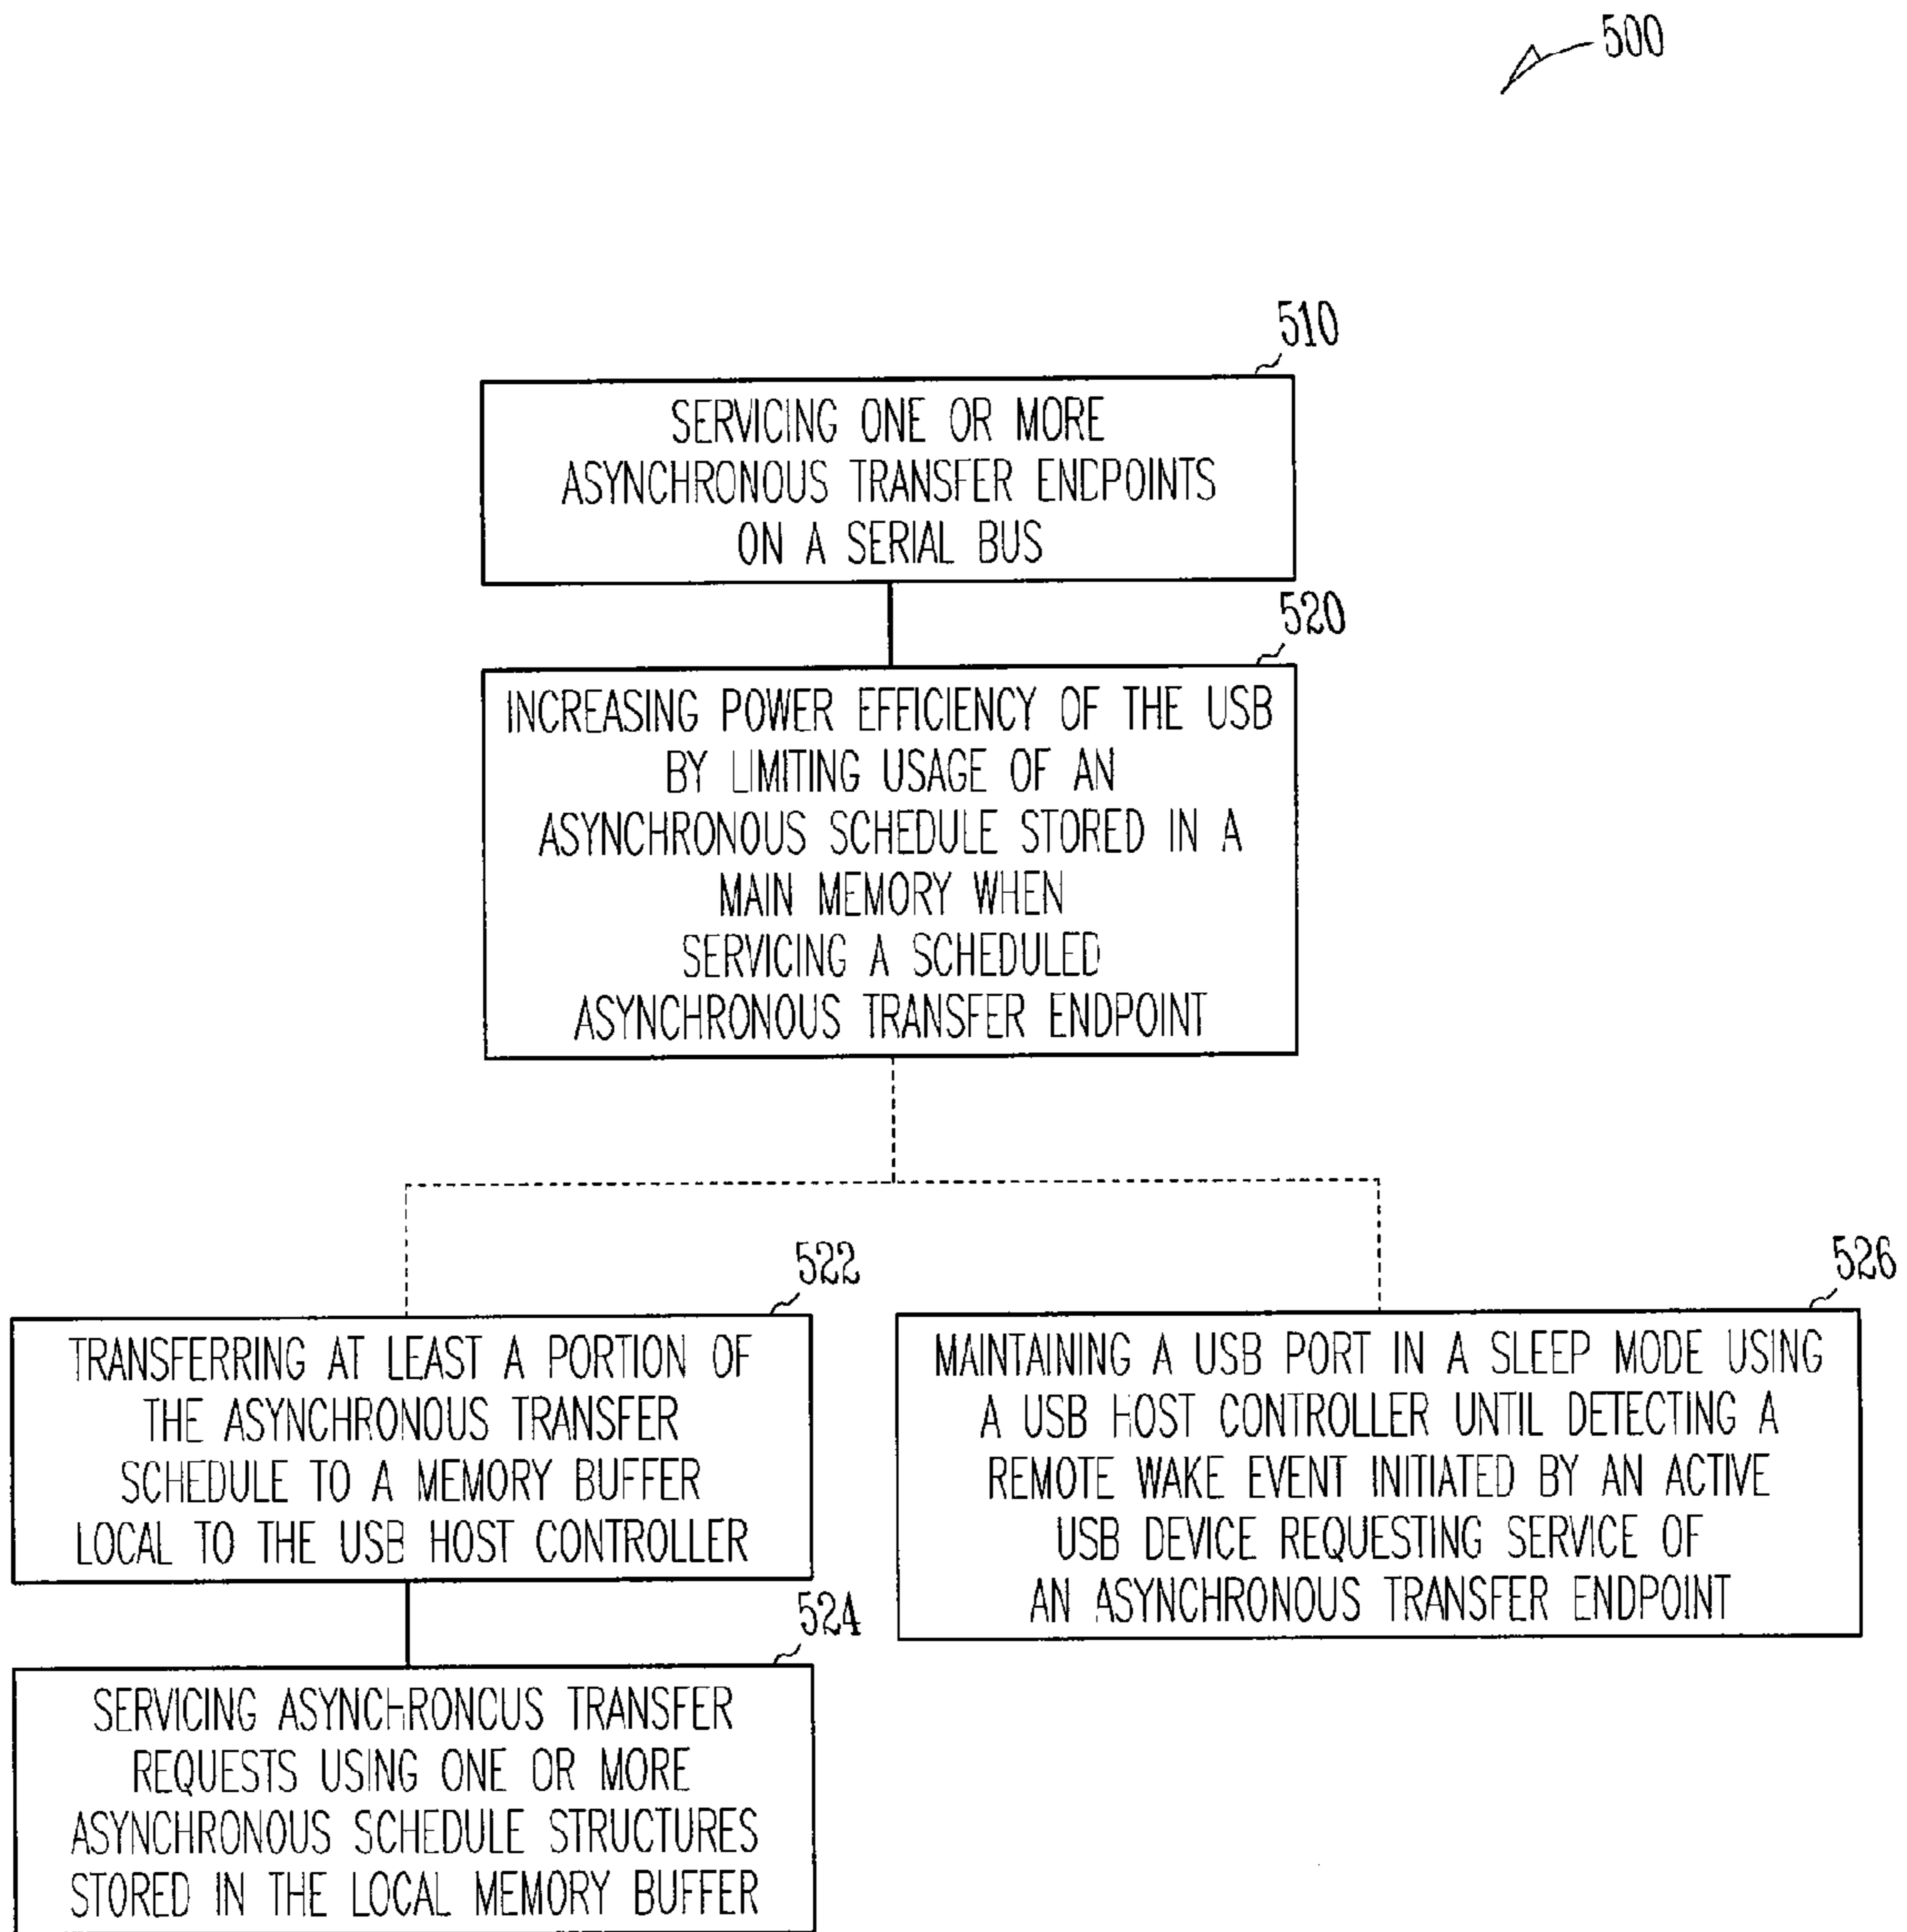 500
510
SERVICING ONE OR MORE
ASYNCHRONOUS TRANSFER ENDPOINTS
ON A SERIAL BUS
520
INCREASING POWER EFFICIENCY OF THE USB
BY LIMITING USAGE OF AN
ASYNCHRONOUS SCHEDULE STORED IN A
MAIN MEMORY WHEN
SERVICING A SCHEDULED
ASYNCHRONOUS TRANSFER ENDPOINT
522
TRANSFERRING AT LEAST A PORTION OF
THE ASYNCHRONOUS TRANSFER
SCHEDULE TO A MEMORY BUFFER
LOCAL TO THE USB HOST CONTROLLER
524
SERVICING ASYNCHRONOUS TRANSFER
REQUESTS USING ONE OR MORE
ASYNCHRONOUS SCHEDULE STRUCTURES
STORED IN THE LOCAL MEMORY BUFFER
526
MAINTAINING A USB PORT IN A SLEEP MODE USING
A USB HOST CONTROLLER UNTIL DETECTING A
REMOTE WAKE EVENT INITIATED BY AN ACTIVE
USB DEVICE REQUESTING SERVICE OF
AN ASYNCHRONOUS TRANSFER ENDPOINT